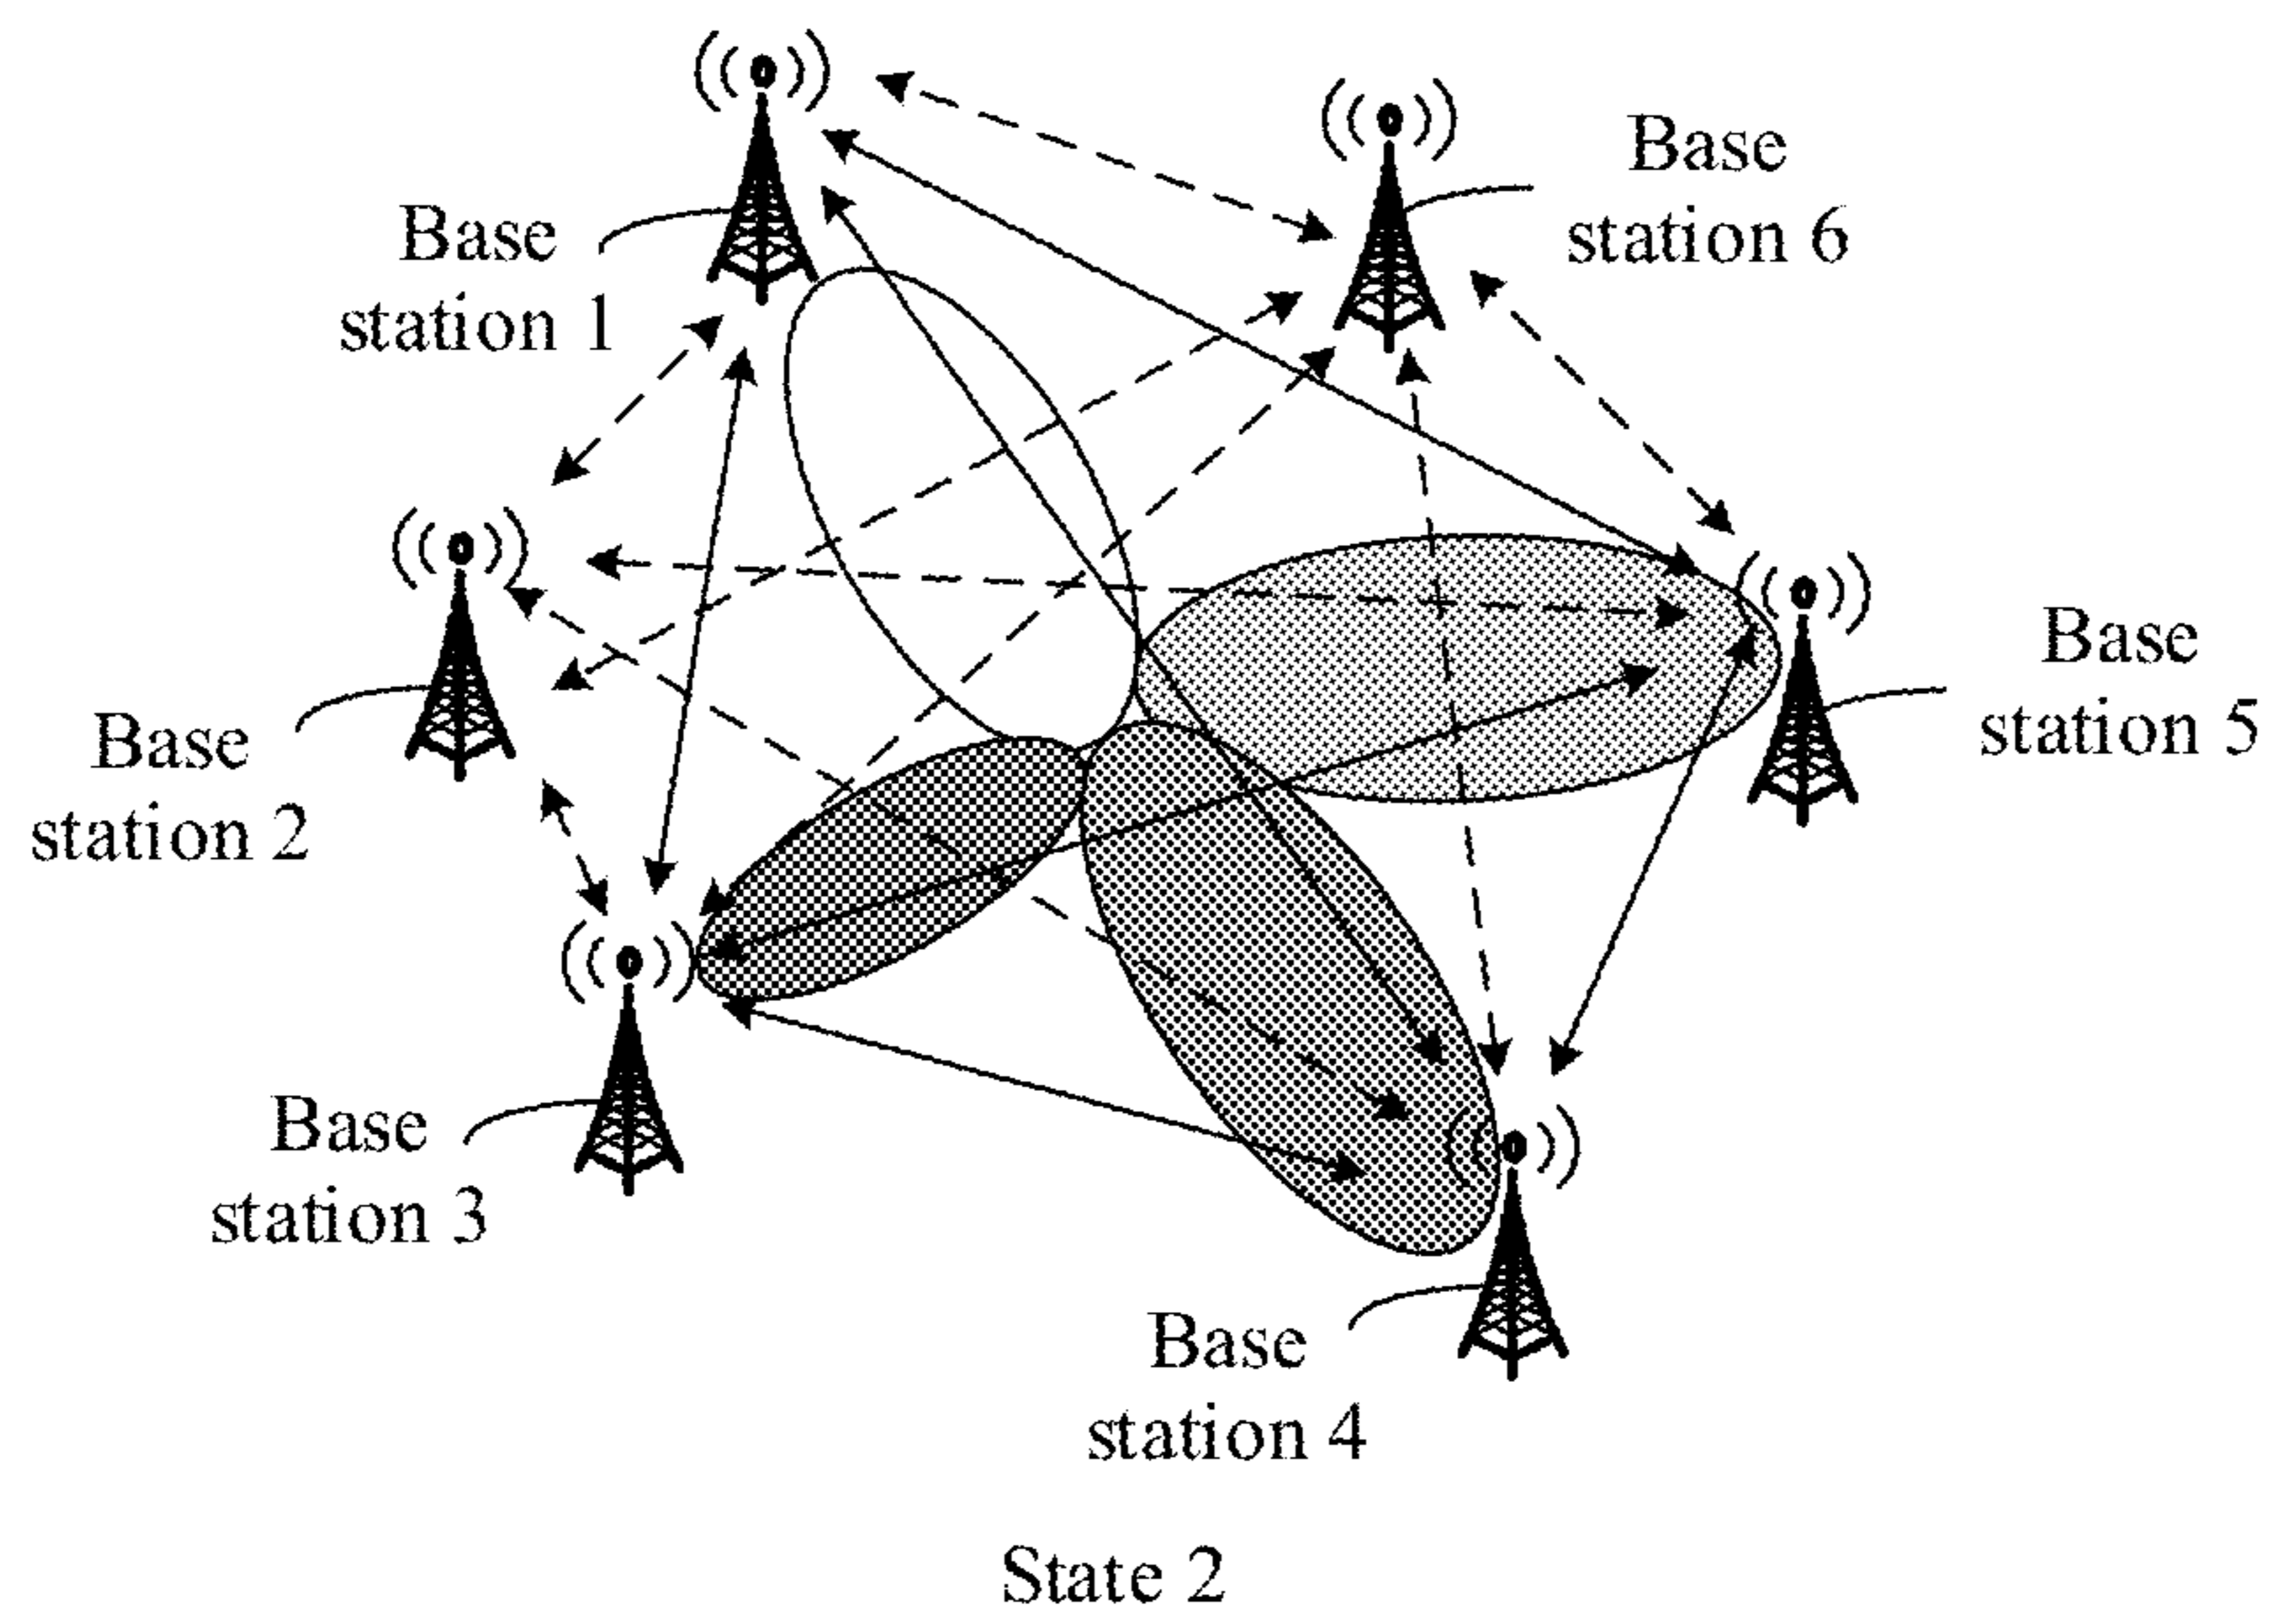 Base
station 1
Base
station 6
Base
station 2
Base
station 5
Base
station 3
Base
station 4
State 2